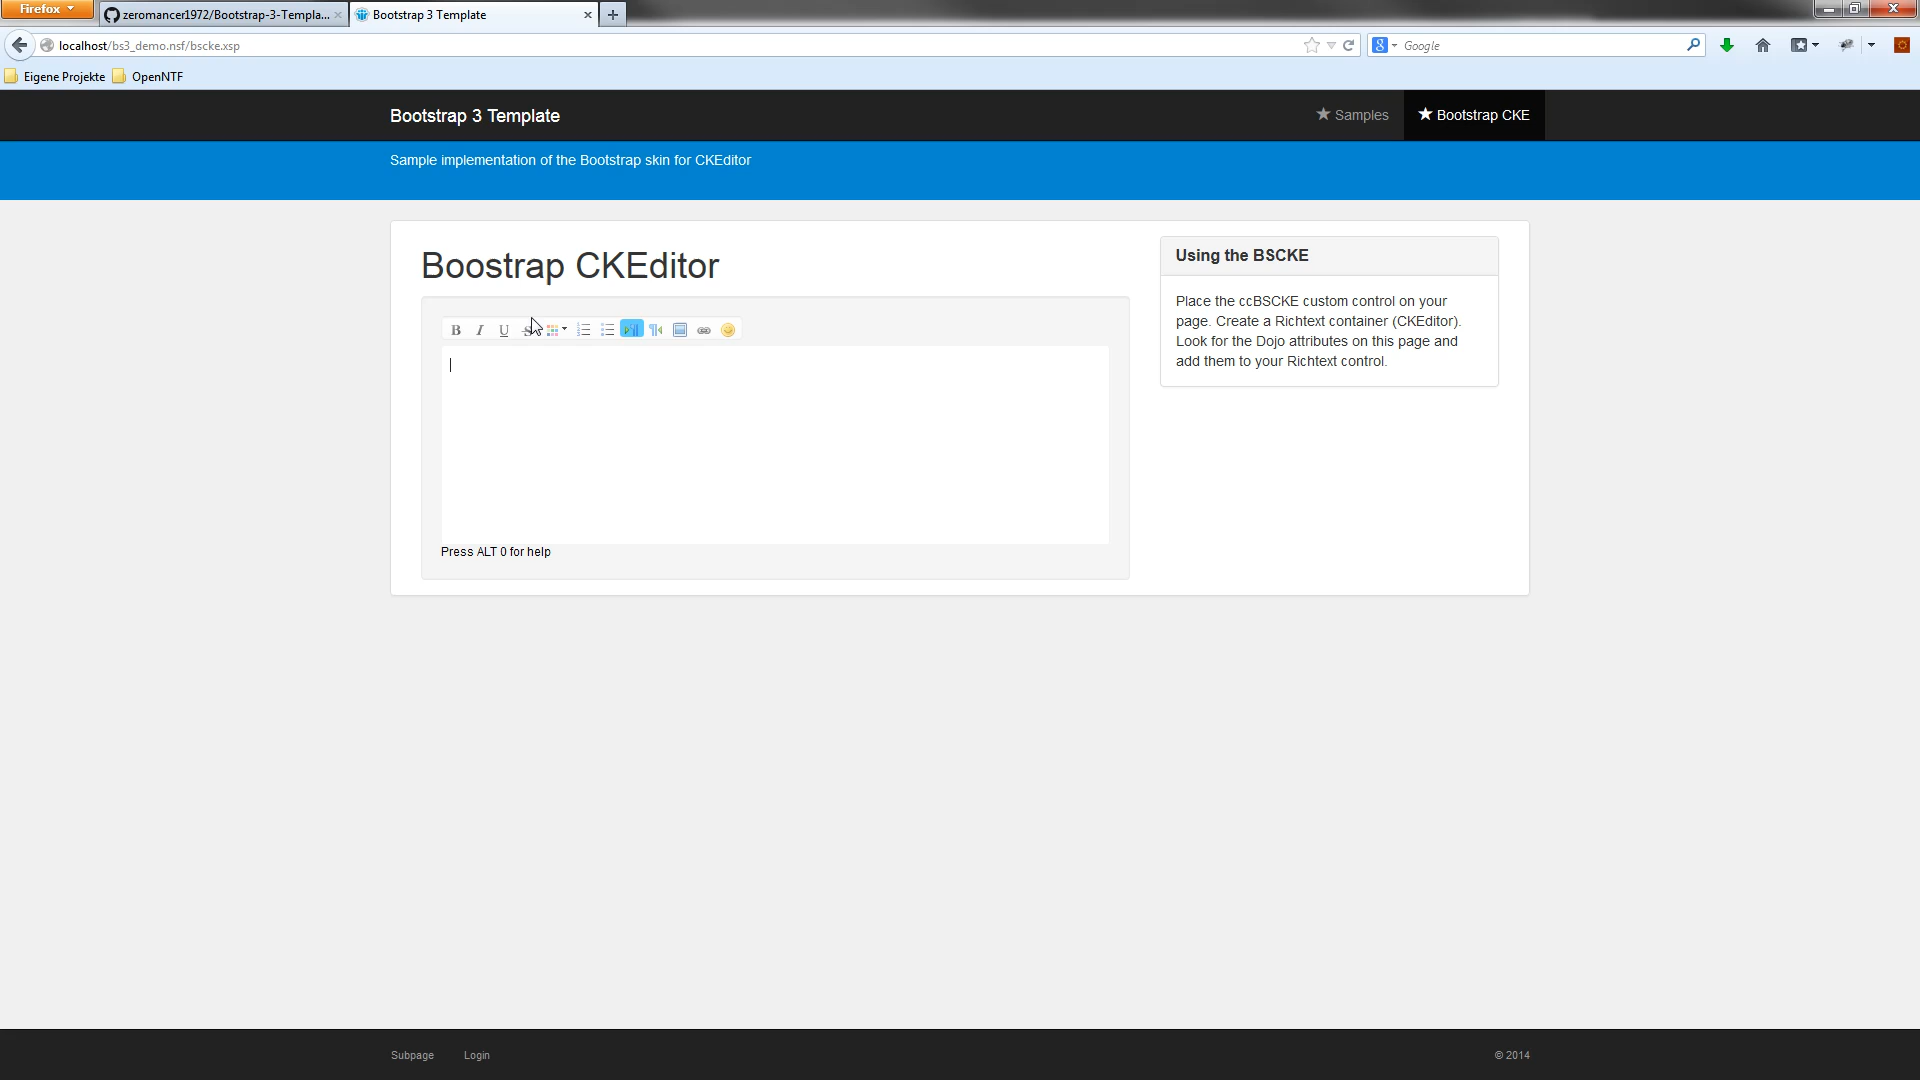 Firefox
zeromancer1972/Bootstrap-3-Templa...
Bootstrap 3 Template
localhost/bs3_demo.nsf/bscke.xsp
Google
Eigene Projekte
OpenNTF
Bootstrap 3 Template
Samples
Bootstrap CKE
Sample implementation of the Bootstrap skin for CKEditor
Boostrap CKEditor
B I U S
Press ALT 0 for help
Using the BSCKE
Place the ccBSCKE custom control on your
page. Create a Richtext container (CKEditor).
Look for the Dojo attributes on this page and
add them to your Richtext control.
Subpage
Login
© 2014